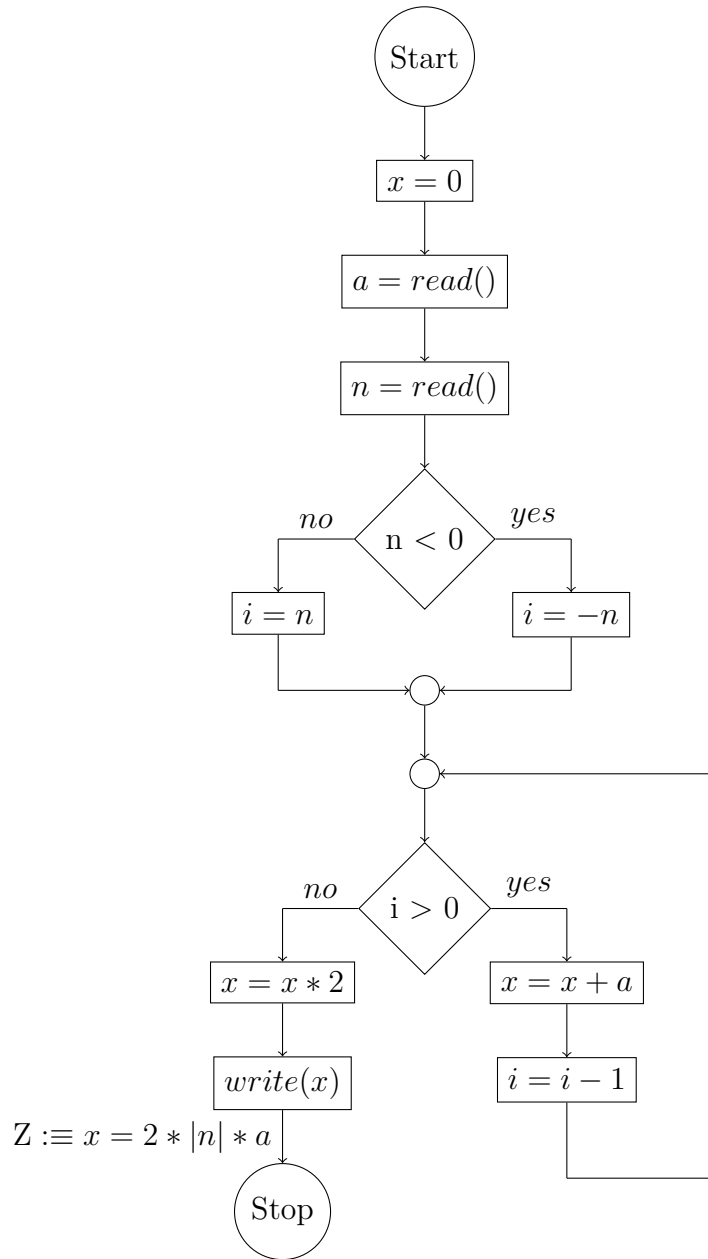 Start
x = 0
a = read()
n = read()
n < 0
no
yes
i = n
i = −n
i > 0
no
yes
x = x ∗ 2
x = x + a
write(x)
i = i − 1
Z :≡ x = 2 ∗ |n| ∗ a
Stop